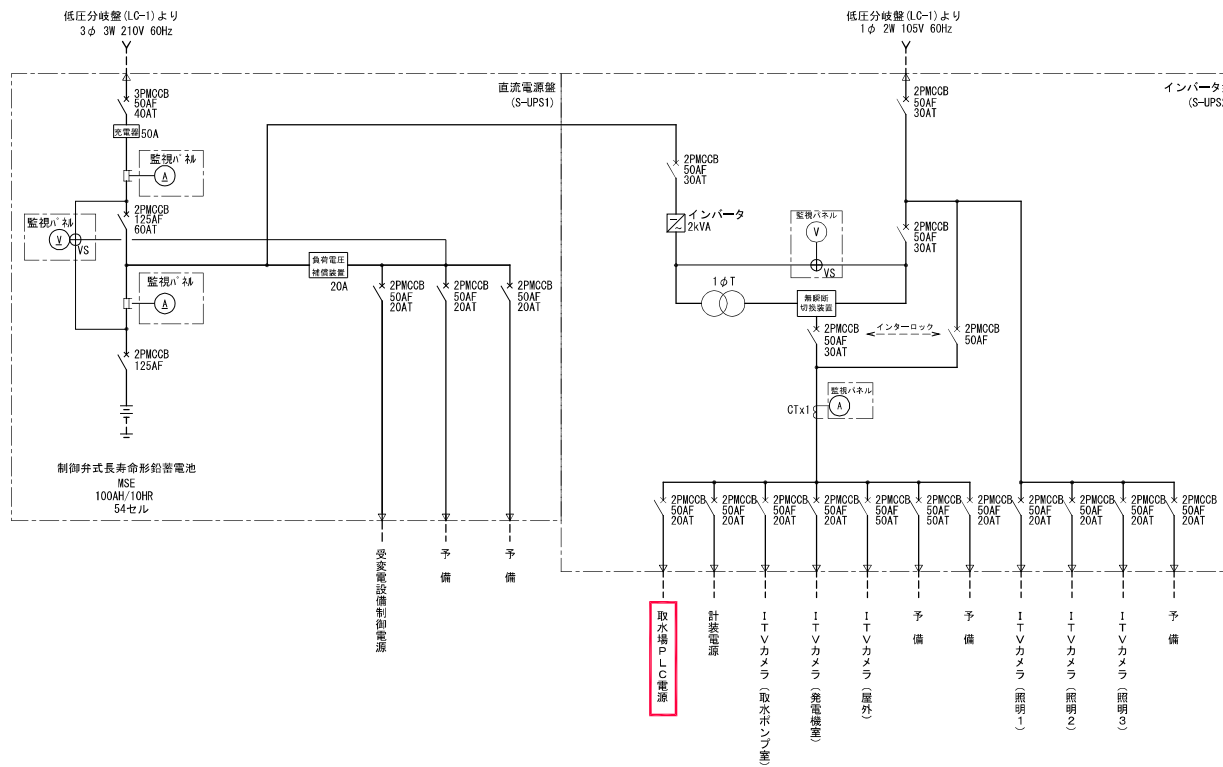 低圧分岐盤(LC-1)より
3φ 3W 210V 60Hz
直流電源盤
(S-UPS1)
3PMCCB
50AF
40AT
充電器
50A
監視パネル
A
2PMCCB
125AF
60AT
監視パネル
V
VS
監視パネル
A
負荷電圧
補償装置
20A
2PMCCB
50AF
20AT
2PMCCB
50AF
20AT
2PMCCB
50AF
20AT
2PMCCB
125AF
制御弁式長寿命形鉛蓄電池
MSE
100AH/10HR
54セル
受変電設備制御電源
予備
予備
低圧分岐盤(LC-1)より
1φ 2W 105V 60Hz
インバータ
(S-UPS
2PMCCB
50AF
30AT
2PMCCB
50AF
30AT
インバータ
2kVA
監視パネル
V
VS
2PMCCB
50AF
30AT
1φT
無瞬断
切換装置
2PMCCB
50AF
30AT
インターロック
2PMCCB
50AF
監視パネル
A
CTx1
2PMCCB
50AF
20AT
2PMCCB
50AF
20AT
2PMCCB
50AF
20AT
2PMCCB
50AF
20AT
2PMCCB
50AF
50AT
2PMCCB
50AF
50AT
2PMCCB
50AF
20AT
2PMCCB
50AF
20AT
2PMCCB
50AF
20AT
2PMCCB
50AF
20AT
2PMCCB
50AF
20AT
取水場PLC電源
計装電源
ITVカメラ(取水ポンプ室)
ITVカメラ(発電機室)
ITVカメラ(屋外)
予備
予備
ITVカメラ(照明1)
ITVカメラ(照明2)
ITVカメラ(照明3)
予備